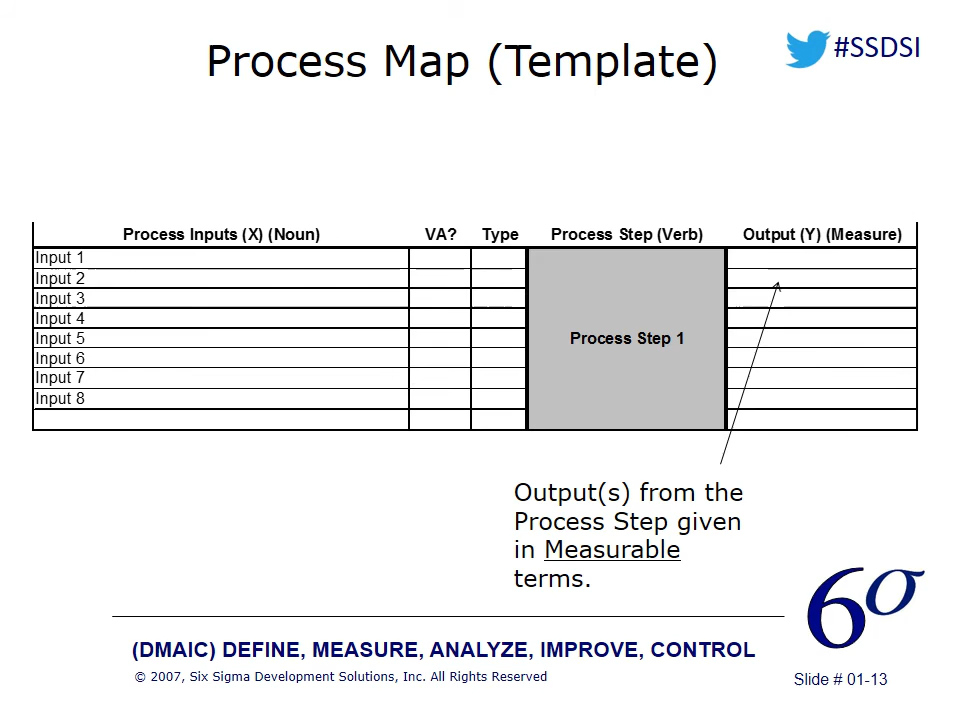 Process Map (Template)
#SSDSI
Process Inputs (X) (Noun) VA? Type Process Step (Verb) Output (Y) (Measure)
Input 1
Input 2
Input 3
Input 4
Input 5 Process Step 1
Input 6
Input 7
Input 8
Output(s) from the
Process Step given
in Measurable
terms.
6σ
(DMAIC) DEFINE, MEASURE, ANALYZE, IMPROVE, CONTROL
© 2007, Six Sigma Development Solutions, Inc. All Rights Reserved
Slide # 01-13